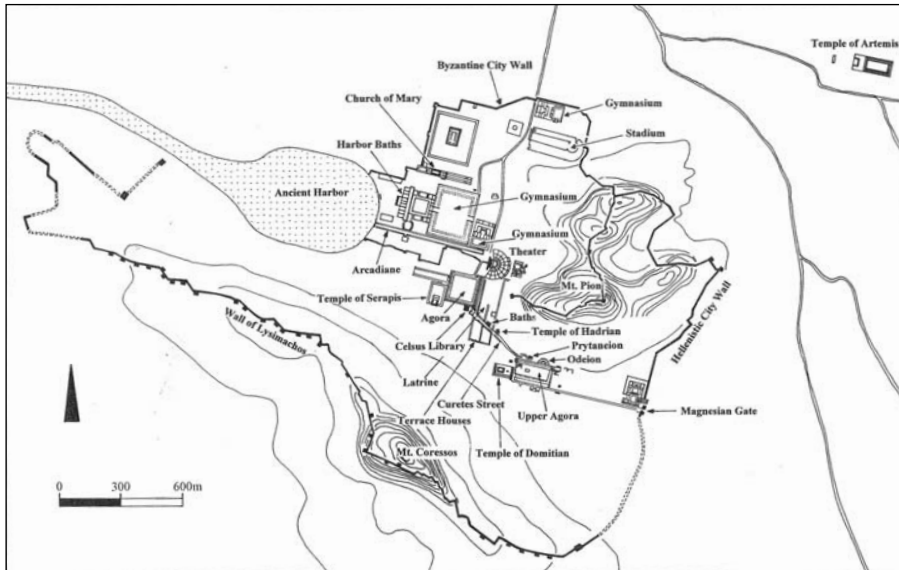 Temple of Artemis
Byzantine City Wall
Church of Mary
Gymnasium
Stadium
Harbor Baths
Ancient Harbor
Gymnasium
Gymnasium
Theater
Arcadiane
Mt. Pion
Temple of Serapis
Agora
Baths
Hellenistic City Wall
Wall of Lysimachos
Temple of Hadrian
Celsus Library
Prytaneion
Odeion
Latrine
Curetes Street
Upper Agora
Magnesian Gate
Terrace Houses
Mt. Coressos
Temple of Domitian
0 300 600m